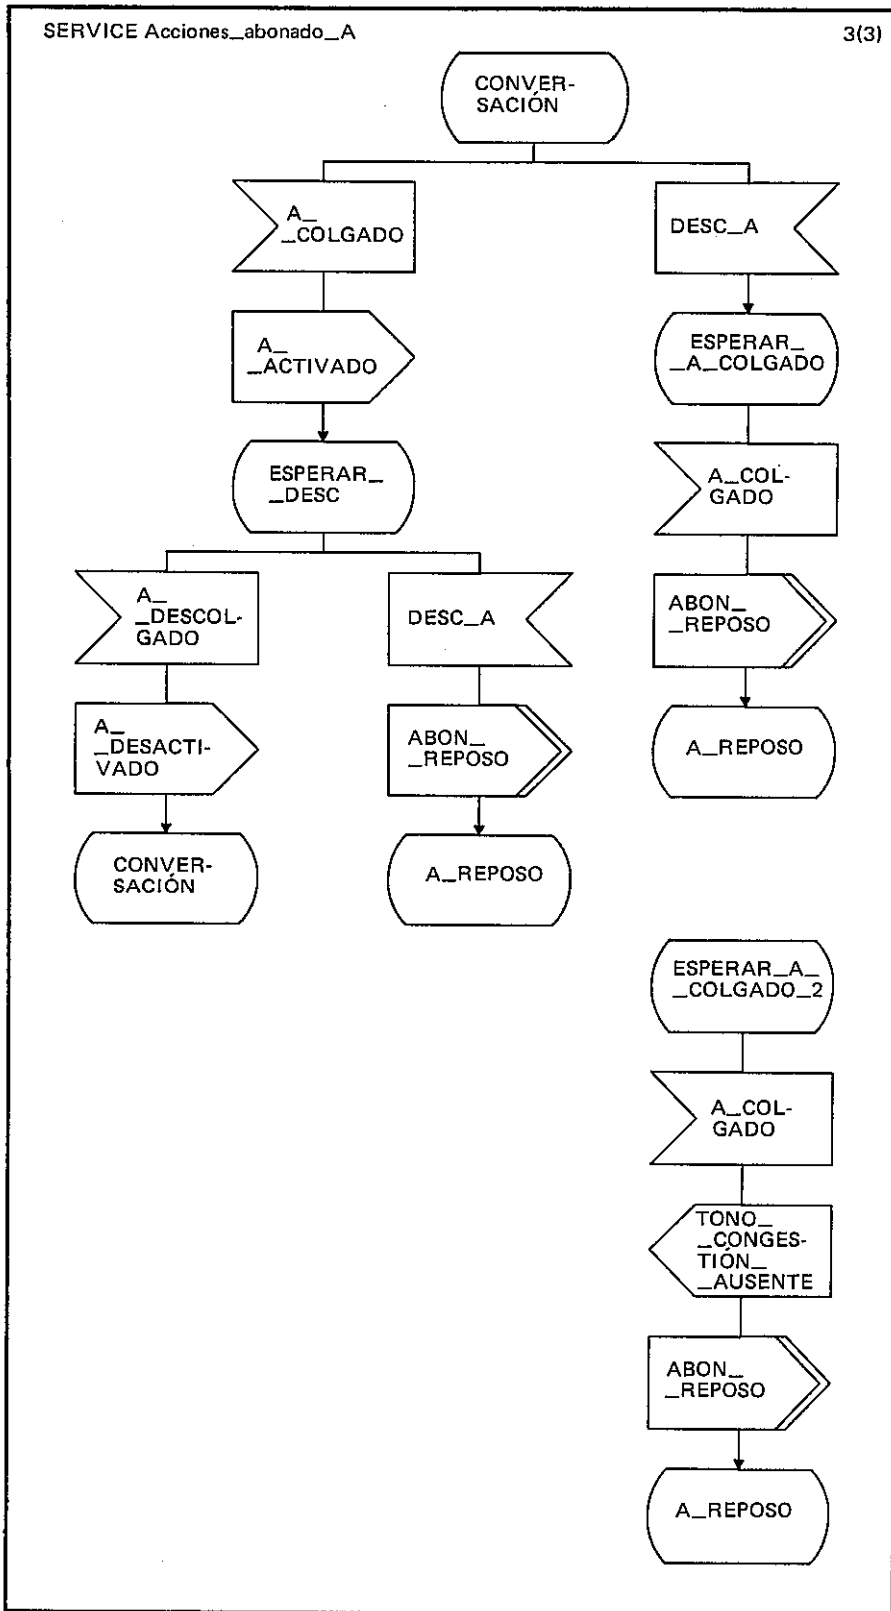 SERVICE Acciones_abonado_A
3(3)
CONVER-
SACIÓN
A_
_COLGADO
DESC_A
A_
_ACTIVADO
ESPERAR_
_A_COLGADO
ESPERAR_
_DESC
A_COL-
GADO
A_
_DESCOL-
GADO
DESC_A
ABON_
_REPOSO
A_
_DESACTI-
VADO
ABON_
_REPOSO
A_REPOSO
CONVER-
SACIÓN
A_REPOSO
ESPERAR_A_
_COLGADO_2
A_COL-
GADO
TONO_
_CONGES-
TIÓN_
_AUSENTE
ABON_
_REPOSO
A_REPOSO